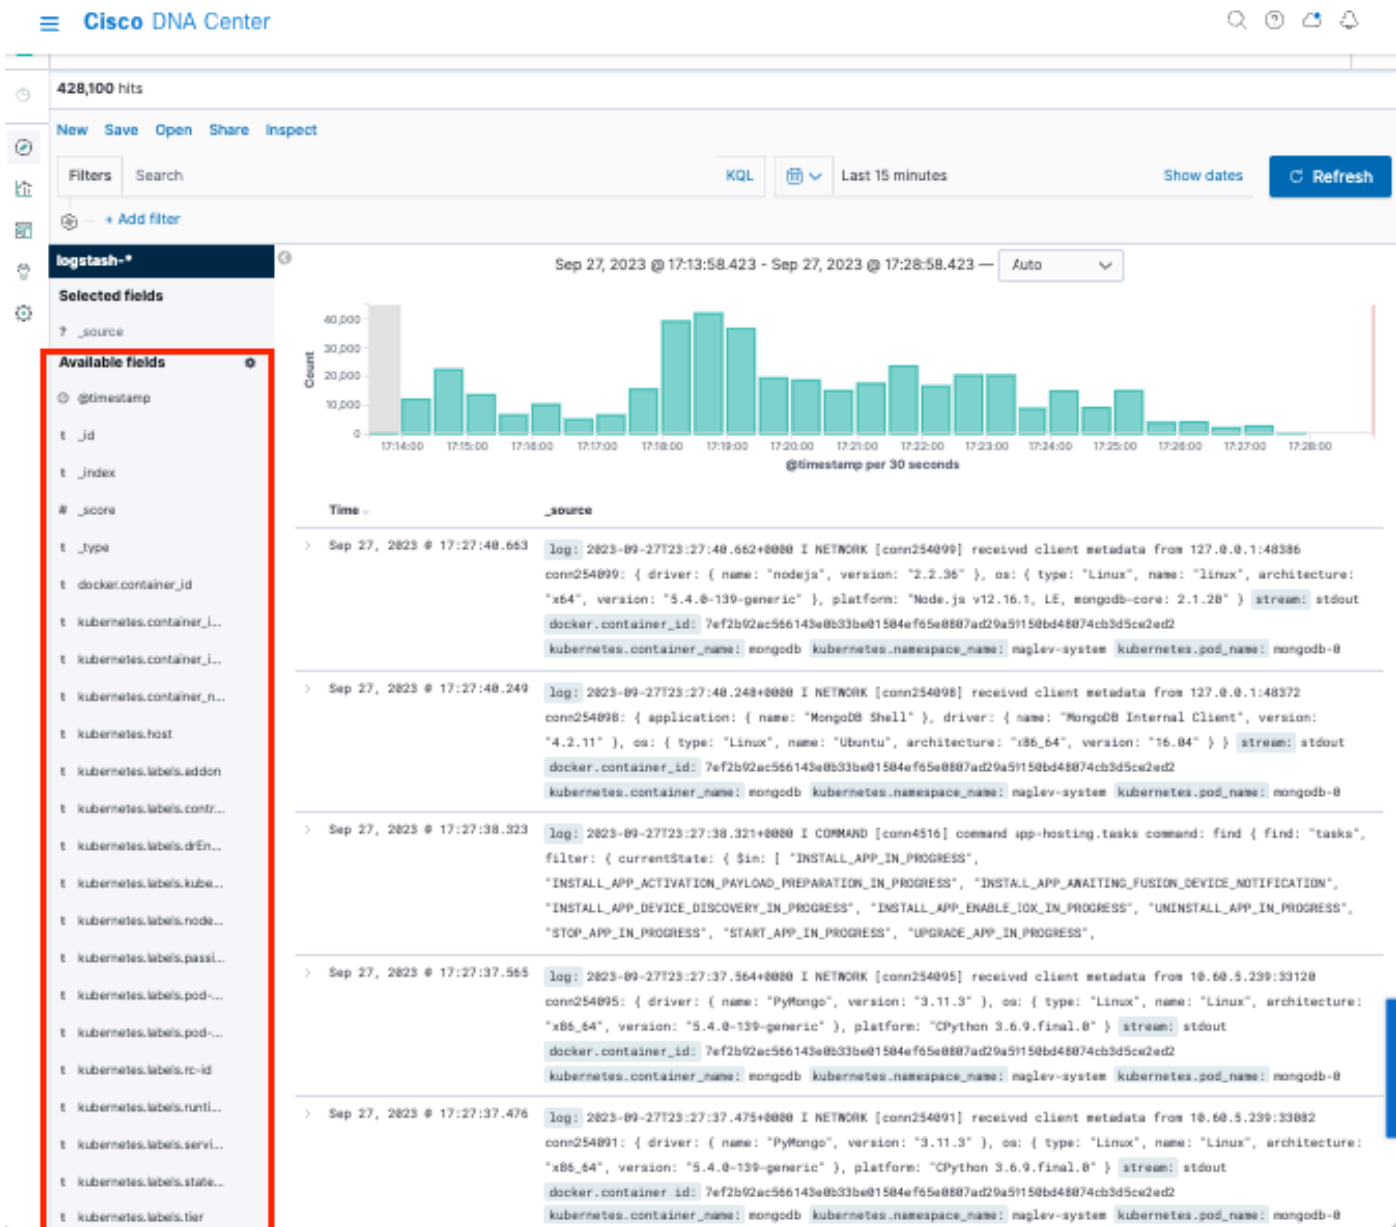 Cisco DNA Center
428,100 hits
New Save Open Share Inspect
Filters Search KQL Last 15 minutes Show dates Refresh
+ Add filter
logstash-*
Selected fields
? _source
Available fields
@timestamp
t _id
t _index
# _score
t _type
t docker.container_id
t kubernetes.container_i...
t kubernetes.container_i...
t kubernetes.container_n...
t kubernetes.host
t kubernetes.labels.addon
t kubernetes.labels.contr...
t kubernetes.labels.drEn...
t kubernetes.labels.kube...
t kubernetes.labels.node...
t kubernetes.labels.passi...
t kubernetes.labels.pod-...
t kubernetes.labels.pod-...
t kubernetes.labels.rc-id
t kubernetes.labels.runti...
t kubernetes.labels.servi...
t kubernetes.labels.state...
t kubernetes.labels.tier
Sep 27, 2023 @ 17:13:58.423 - Sep 27, 2023 @ 17:28:58.423 — Auto
Count
40,000
30,000
20,000
10,000
0
17:14:00 17:15:00 17:16:00 17:17:00 17:18:00 17:19:00 17:20:00 17:21:00 17:22:00 17:23:00 17:24:00 17:25:00 17:26:00 17:27:00 17:28:00
@timestamp per 30 seconds
Time _source
Sep 27, 2023 @ 17:27:40.663 log: 2023-09-27T23:27:40.662+0000 I NETWORK [conn254099] received client metadata from 127.0.0.1:48386
conn254099: { driver: { name: "nodejs", version: "2.2.36" }, os: { type: "Linux", name: "linux", architecture:
"x64", version: "5.4.0-139-generic" }, platform: "Node.js v12.16.1, LE, mongodb-core: 2.1.20" } stream: stdout
docker.container_id: 7ef2b92ac566143e0b33be01504ef65e0807ad29a59150bd48074cb3d5ce2ed2
kubernetes.container_name: mongodb kubernetes.namespace_name: maglev-system kubernetes.pod_name: mongodb-0
Sep 27, 2023 @ 17:27:40.249 log: 2023-09-27T23:27:40.248+0000 I NETWORK [conn254098] received client metadata from 127.0.0.1:48372
conn254098: { application: { name: "MongoDB Shell" }, driver: { name: "MongoDB Internal Client", version:
"4.2.11" }, os: { type: "Linux", name: "Ubuntu", architecture: "x86_64", version: "16.04" } } stream: stdout
docker.container_id: 7ef2b92ac566143e0b33be01504ef65e0807ad29a59150bd48074cb3d5ce2ed2
kubernetes.container_name: mongodb kubernetes.namespace_name: maglev-system kubernetes.pod_name: mongodb-0
Sep 27, 2023 @ 17:27:38.323 log: 2023-09-27T23:27:38.321+0000 I COMMAND [conn4516] command app-hosting.tasks command: find { find: "tasks",
filter: { currentState: { $in: [ "INSTALL_APP_IN_PROGRESS",
"INSTALL_APP_ACTIVATION_PAYLOAD_PREPARATION_IN_PROGRESS", "INSTALL_APP_AWAITING_FUSION_DEVICE_NOTIFICATION",
"INSTALL_APP_DEVICE_DISCOVERY_IN_PROGRESS", "INSTALL_APP_ENABLE_IOX_IN_PROGRESS", "UNINSTALL_APP_IN_PROGRESS",
"STOP_APP_IN_PROGRESS", "START_APP_IN_PROGRESS", "UPGRADE_APP_IN_PROGRESS",
Sep 27, 2023 @ 17:27:37.565 log: 2023-09-27T23:27:37.564+0000 I NETWORK [conn254095] received client metadata from 10.60.5.239:33120
conn254095: { driver: { name: "PyMongo", version: "3.11.3" }, os: { type: "Linux", name: "Linux", architecture:
"x86_64", version: "5.4.0-139-generic" }, platform: "CPython 3.6.9.final.0" } stream: stdout
docker.container_id: 7ef2b92ac566143e0b33be01504ef65e0807ad29a59150bd48074cb3d5ce2ed2
kubernetes.container_name: mongodb kubernetes.namespace_name: maglev-system kubernetes.pod_name: mongodb-0
Sep 27, 2023 @ 17:27:37.476 log: 2023-09-27T23:27:37.475+0000 I NETWORK [conn254091] received client metadata from 10.60.5.239:33082
conn254091: { driver: { name: "PyMongo", version: "3.11.3" }, os: { type: "Linux", name: "Linux", architecture:
"x86_64", version: "5.4.0-139-generic" }, platform: "CPython 3.6.9.final.0" } stream: stdout
docker.container_id: 7ef2b92ac566143e0b33be01504ef65e0807ad29a59150bd48074cb3d5ce2ed2
kubernetes.container_name: mongodb kubernetes.namespace_name: maglev-system kubernetes.pod_name: mongodb-0